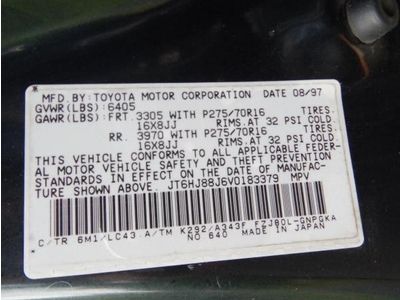 MFD.BY:TOYOTA MOTOR CORPORATION DATE 08/97
GVWR(LBS):6405
GAWR(LBS):FRT.3305 WITH P275/70R16 TIRES.
16X8JJ RIMS.AT 32 PSI COLD.
RR. 3970 WITH P275/70R16 TIRES.
16X8JJ RIMS.AT 32 PSI COLD.
THIS VEHICLE CONFORMS TO ALL APPLICABLE FEDER-
AL MOTOR VEHICLE SAFETY AND THEFT PREVENTION
STANDARDS IN EFFECT ON THE DATE OF MANUFAC-
TURE SHOWN ABOVE. JT6HJ88J6V0183379 MPV
C/TR 6M1/LC43 A/TM K292/A343F FZJ80L-GNPGKA
NO 640 MADE IN JAPAN